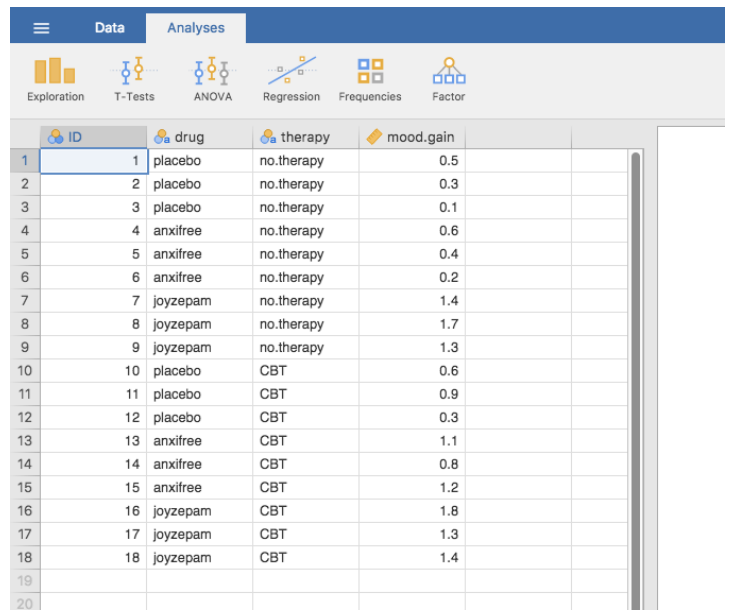 Data Analyses
Exploration T-Tests ANOVA Regression Frequencies Factor
ID a drug a therapy mood.gain
1 1 placebo no.therapy 0.5
2 2 placebo no.therapy 0.3
3 3 placebo no.therapy 0.1
4 4 anxifree no.therapy 0.6
5 5 anxifree no.therapy 0.4
6 6 anxifree no.therapy 0.2
7 7 joyzepam no.therapy 1.4
8 8 joyzepam no.therapy 1.7
9 9 joyzepam no.therapy 1.3
10 10 placebo CBT 0.6
11 11 placebo CBT 0.9
12 12 placebo CBT 0.3
13 13 anxifree CBT 1.1
14 14 anxifree CBT 0.8
15 15 anxifree CBT 1.2
16 16 joyzepam CBT 1.8
17 17 joyzepam CBT 1.3
18 18 joyzepam CBT 1.4
19
20